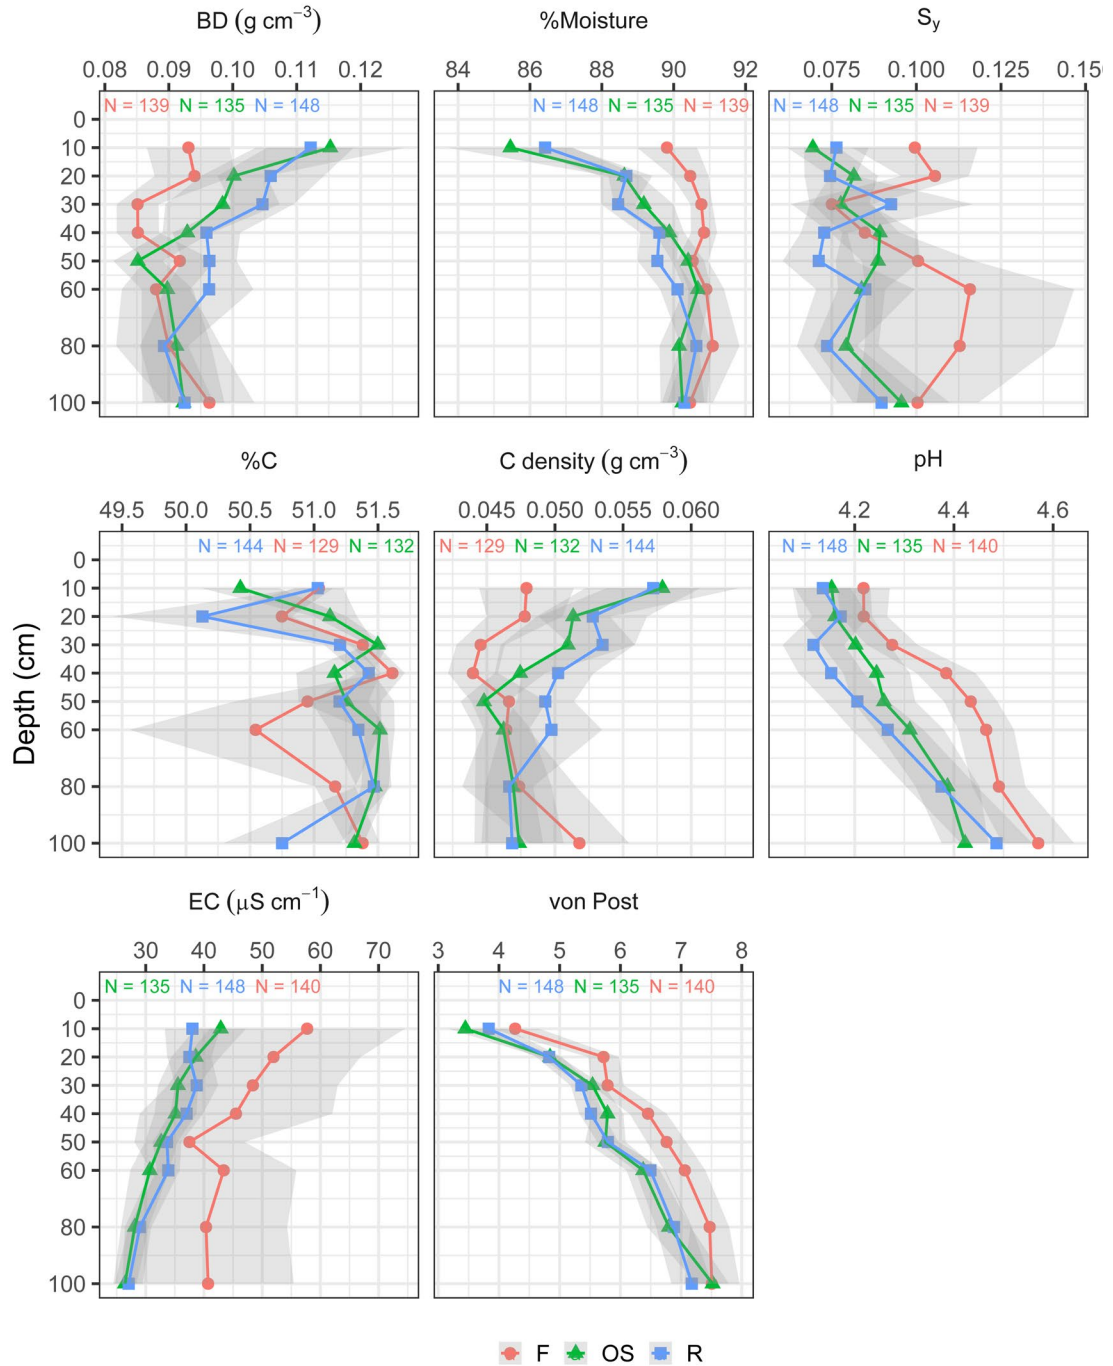 BD (g cm⁻³) %Moisture Sy
0.08 0.09 0.10 0.11 0.12 84 86 88 90 92 0.075 0.100 0.125 0.15
N = 139 N = 135 N = 148 N = 148 N = 135 N = 139 N = 148 N = 135 N = 139
0
10
20
30
40
50
60
80
100
%C C density (g cm⁻³) pH
49.5 50.0 50.5 51.0 51.5 0.045 0.050 0.055 0.060 4.2 4.4 4.6
N = 144 N = 129 N = 132 N = 129 N = 132 N = 144 N = 148 N = 135 N = 140
0
10
20
30
40
50
60
80
100
Depth (cm)
EC (μS cm⁻¹) von Post
30 40 50 60 70 3 4 5 6 7 8
N = 135 N = 148 N = 140 N = 148 N = 135 N = 140
0
10
20
30
40
50
60
80
100
F OS R